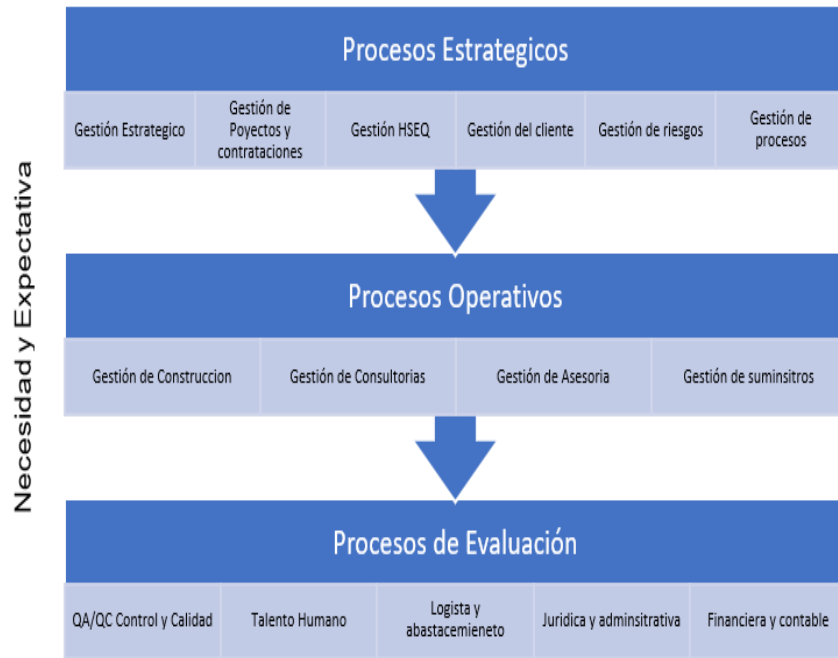 Necesidad y Expectativa
Procesos Estrategicos
Gestión Estrategico
Gestión de
Poyectos y
contrataciones
Gestión HSEQ
Gestión del cliente
Gestión de riesgos
Gestión de
procesos
Procesos Operativos
Gestión de Construccion
Gestión de Consultorias
Gestión de Asesoria
Gestión de suminsitros
Procesos de Evaluación
QA/QC Control y Calidad
Talento Humano
Logista y
abastacemieneto
Juridica y adminsitrativa
Financiera y contable